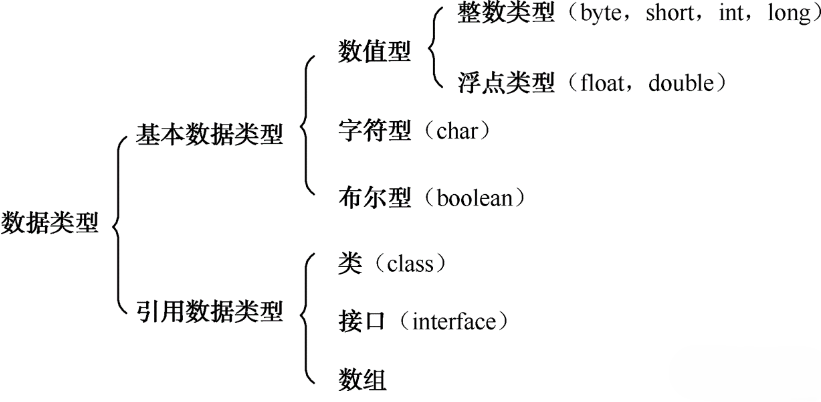 数据类型
基本数据类型
数值型
整数类型（byte，short，int，long）
浮点类型（float，double）
字符型（char）
布尔型（boolean）
引用数据类型
类（class）
接口（interface）
数组